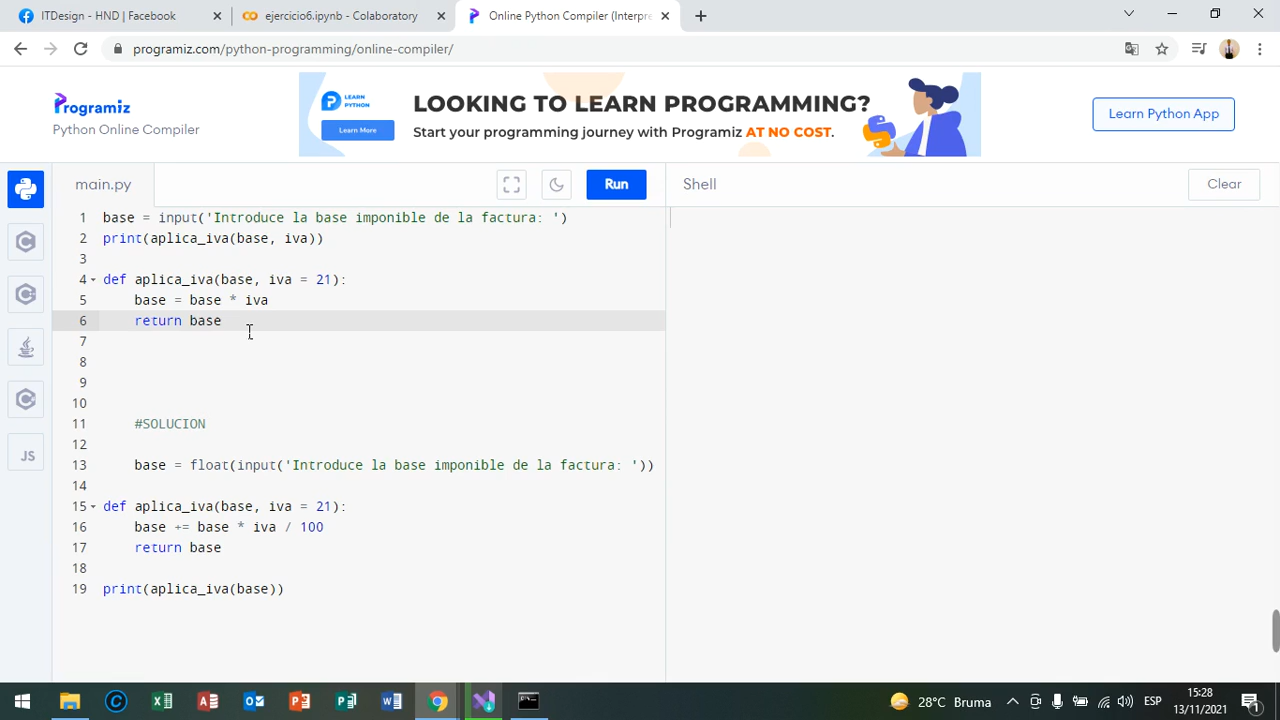 ITDesign - HND | Facebook
ejercicio6.ipynb - Colaboratory
Online Python Compiler (Interpre
programiz.com/python-programming/online-compiler/
Programiz
Python Online Compiler
LEARN
PYTHON
Learn More
LOOKING TO LEARN PROGRAMMING?
Start your programming journey with Programiz AT NO COST.
Learn Python App
main.py
Run
Shell
Clear
1 base = input('Introduce la base imponible de la factura: ')
2 print(aplica_iva(base, iva))
3
4 def aplica_iva(base, iva = 21):
5 base = base * iva
6 return base
7
8
9
10
11 #SOLUCION
12
13 base = float(input('Introduce la base imponible de la factura: '))
14
15 def aplica_iva(base, iva = 21):
16 base += base * iva / 100
17 return base
18
19 print(aplica_iva(base))
JS
28°C Bruma
ESP
15:28
13/11/2021
1